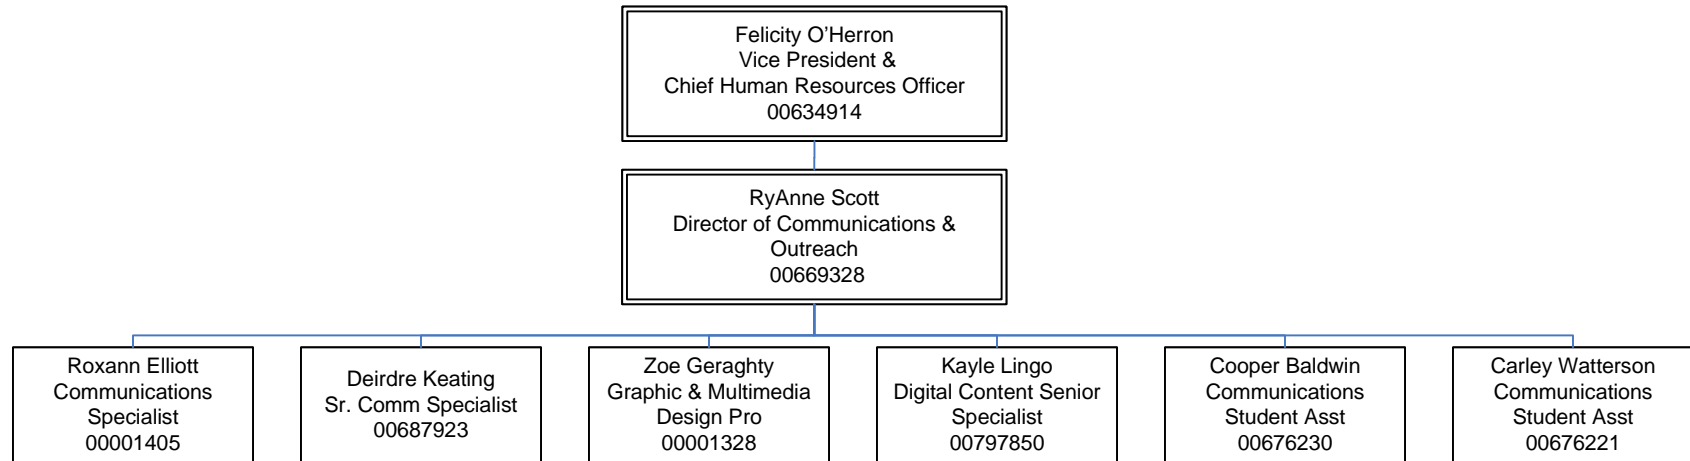 Felicity O’Herron
Vice President &
Chief Human Resources Officer
00634914
RyAnne Scott
Director of Communications &
Outreach
00669328
Roxann Elliott
Communications
Specialist
00001405
Deirdre Keating
Sr. Comm Specialist
00687923
Zoe Geraghty
Graphic & Multimedia
Design Pro
00001328
Kayle Lingo
Digital Content Senior
Specialist
00797850
Cooper Baldwin
Communications
Student Asst
00676230
Carley Watterson
Communications
Student Asst
00676221